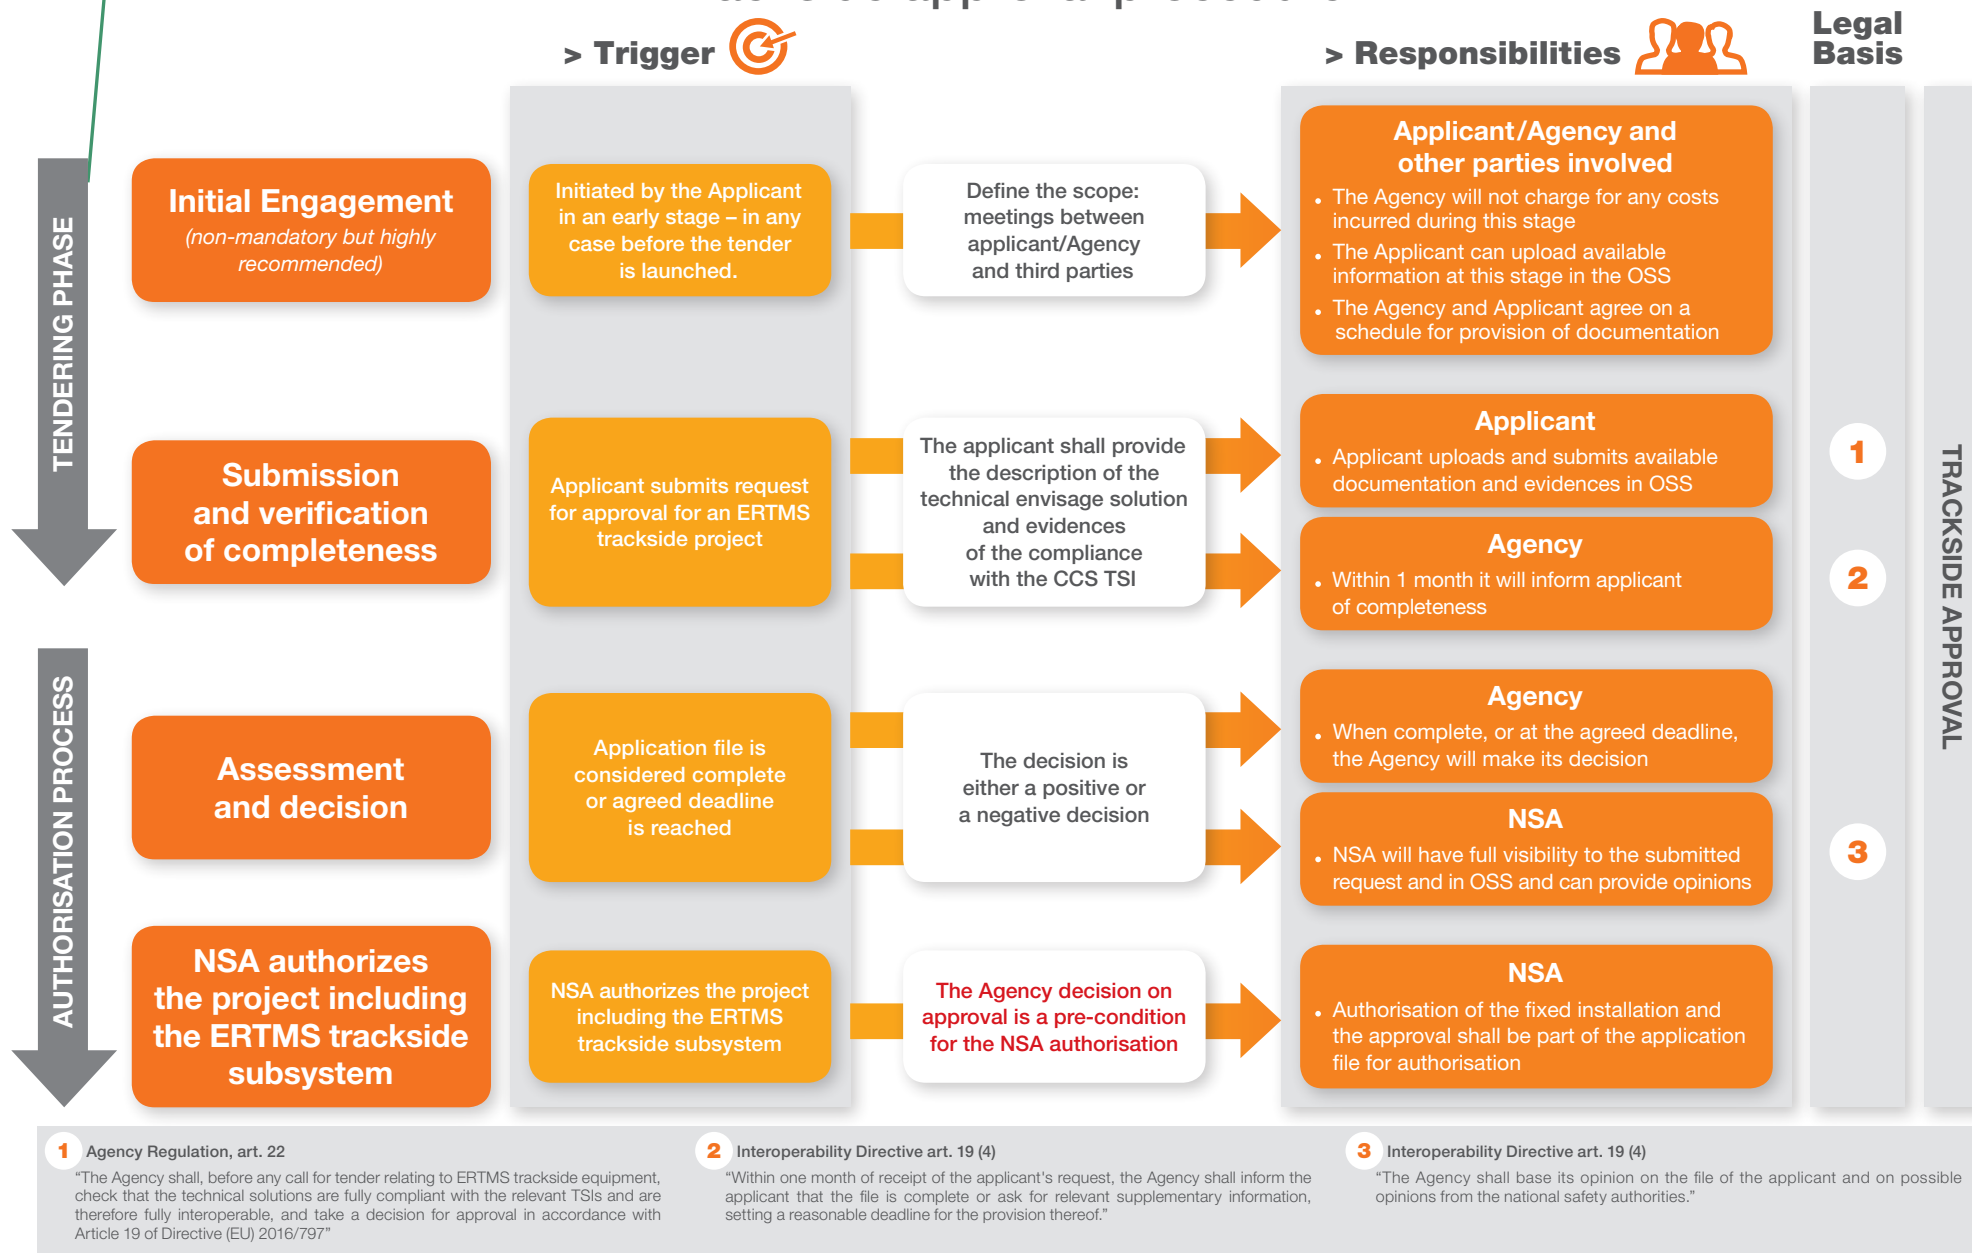 > Trigger
> Responsibilities
Legal
Basis
TENDERING PHASE
Initial Engagement
(non-mandatory but highly
recommended)
Initiated by the Applicant
in an early stage – in any
case before the tender
is launched.
Define the scope:
meetings between
applicant/Agency
and third parties
Applicant/Agency and
other parties involved
• The Agency will not charge for any costs
incurred during this stage
• The Applicant can upload available
information at this stage in the OSS
• The Agency and Applicant agree on a
schedule for provision of documentation
Submission
and verification
of completeness
Applicant submits request
for approval for an ERTMS
trackside project
The applicant shall provide
the description of the
technical envisage solution
and evidences
of the compliance
with the CCS TSI
Applicant
• Applicant uploads and submits available
documentation and evidences in OSS
1
Agency
• Within 1 month it will inform applicant
of completeness
2
TRACKSIDE APPROVAL
AUTHORISATION PROCESS
Assessment
and decision
Application file is
considered complete
or agreed deadline
is reached
The decision is
either a positive or
a negative decision
Agency
• When complete, or at the agreed deadline,
the Agency will make its decision
NSA
• NSA will have full visibility to the submitted
request and in OSS and can provide opinions
3
NSA authorizes
the project including
the ERTMS trackside
subsystem
NSA authorizes the project
including the ERTMS
trackside subsystem
The Agency decision on
approval is a pre-condition
for the NSA authorisation
NSA
• Authorisation of the fixed installation and
the approval shall be part of the application
file for authorisation
1 Agency Regulation, art. 22
“The Agency shall, before any call for tender relating to ERTMS trackside equipment,
check that the technical solutions are fully compliant with the relevant TSIs and are
therefore fully interoperable, and take a decision for approval in accordance with
Article 19 of Directive (EU) 2016/797”
2 Interoperability Directive art. 19 (4)
“Within one month of receipt of the applicant's request, the Agency shall inform the
applicant that the file is complete or ask for relevant supplementary information,
setting a reasonable deadline for the provision thereof.”
3 Interoperability Directive art. 19 (4)
“The Agency shall base its opinion on the file of the applicant and on possible
opinions from the national safety authorities.”